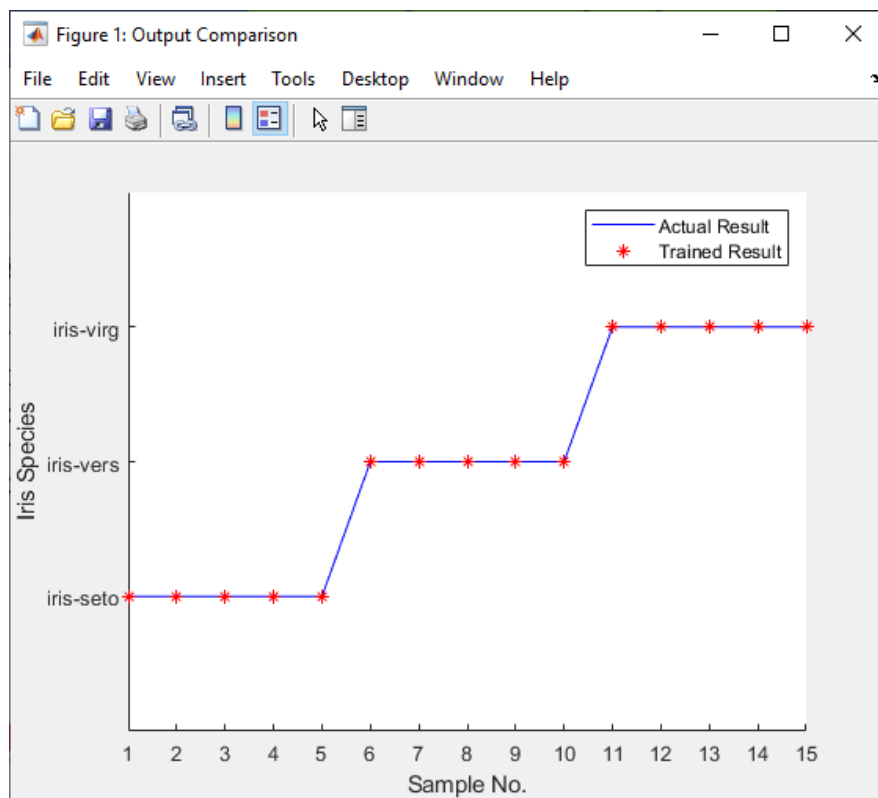 Figure 1: Output Comparison
File Edit View Insert Tools Desktop Window Help
Actual Result
Trained Result
iris-virg
iris-vers
iris-seto
Iris Species
1 2 3 4 5 6 7 8 9 10 11 12 13 14 15
Sample No.